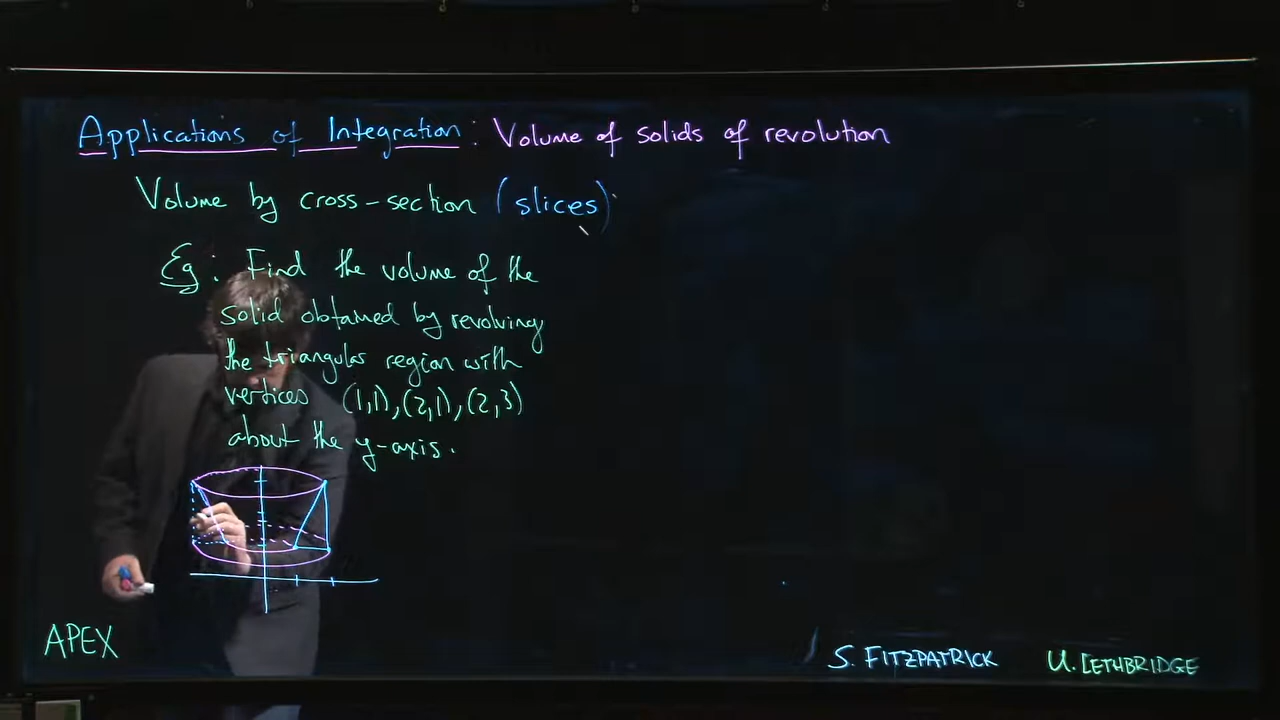 Applications of Integration: Volume of solids of revolution
Volume by cross-section (slices)
Eg: Find the volume of the
solid obtained by revolving
the triangular region with
vertices (1,1),(2,1),(2,3)
about the y-axis.
APEX
S. FITZPATRICK U. LETHBRIDGE